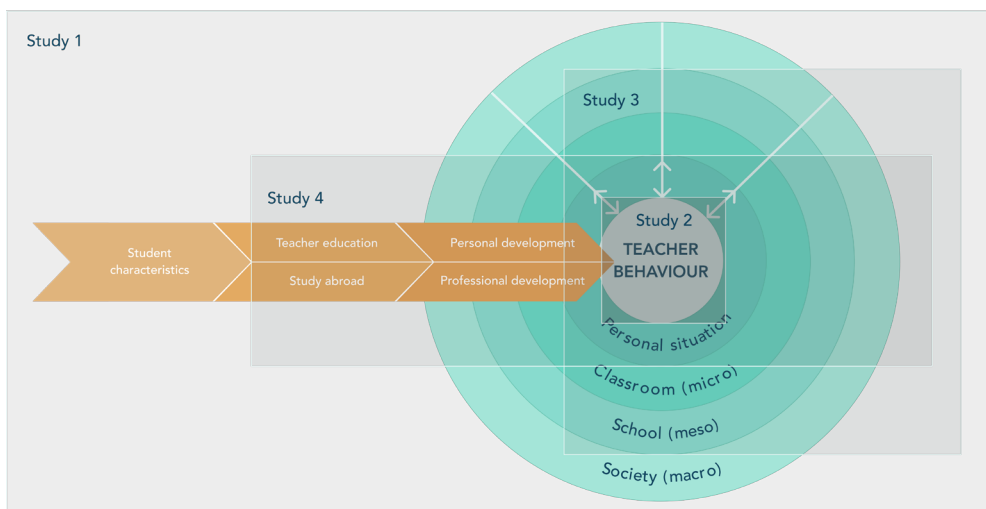 Study 1
Study 3
Study 4
Study 2
TEACHER
BEHAVIOUR
Student
characteristics
Teacher education
Personal development
Study abroad
Professional development
Personal situation
Classroom (micro)
School (meso)
Society (macro)